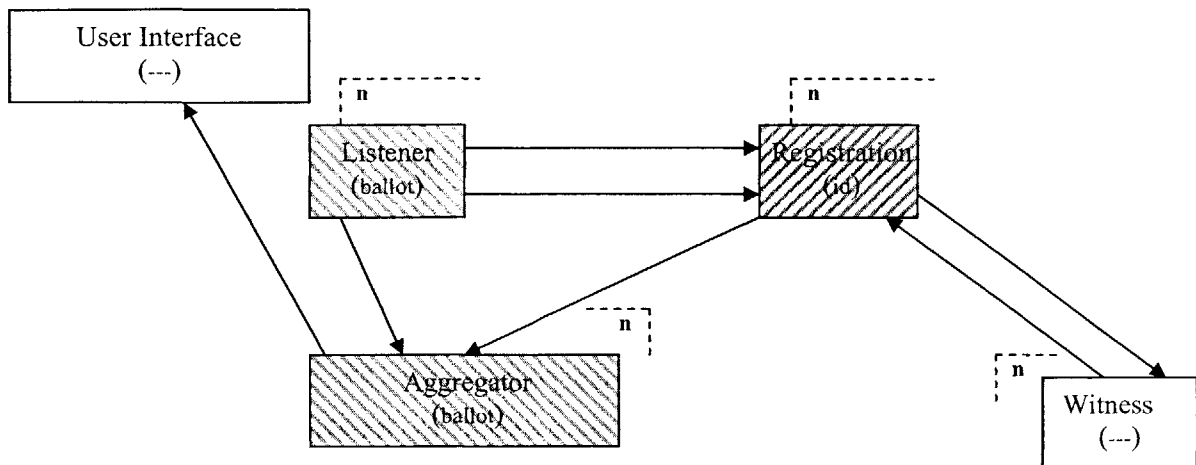 User Interface
(---)
n
Listener
(ballot)
n
Registration
(id)
n
Aggregator
(ballot)
n
Witness
(---)